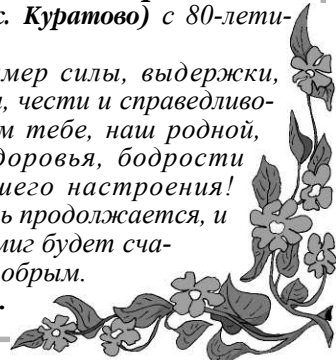 с. Куратово) с 80-лети-
мер силы, выдержки,
, чести и справедливо-
м тебе, наш родной,
доровья, бодрости
шего настроения!
ь продолжается, и
миг будет сча-
обрым.